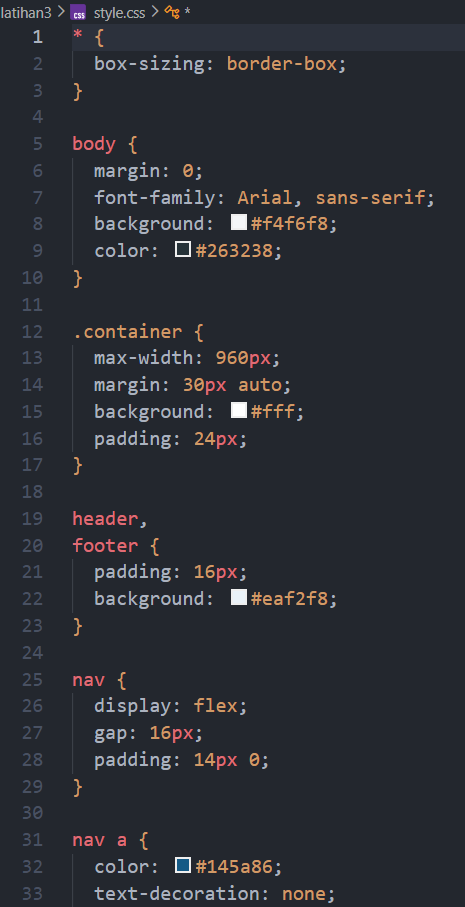 latihan3 > css style.css > *
1 * {
2 box-sizing: border-box;
3 }
4
5 body {
6 margin: 0;
7 font-family: Arial, sans-serif;
8 background: #f4f6f8;
9 color: #263238;
10 }
11
12 .container {
13 max-width: 960px;
14 margin: 30px auto;
15 background: #fff;
16 padding: 24px;
17 }
18
19 header,
20 footer {
21 padding: 16px;
22 background: #eaf2f8;
23 }
24
25 nav {
26 display: flex;
27 gap: 16px;
28 padding: 14px 0;
29 }
30
31 nav a {
32 color: #145a86;
33 text-decoration: none;